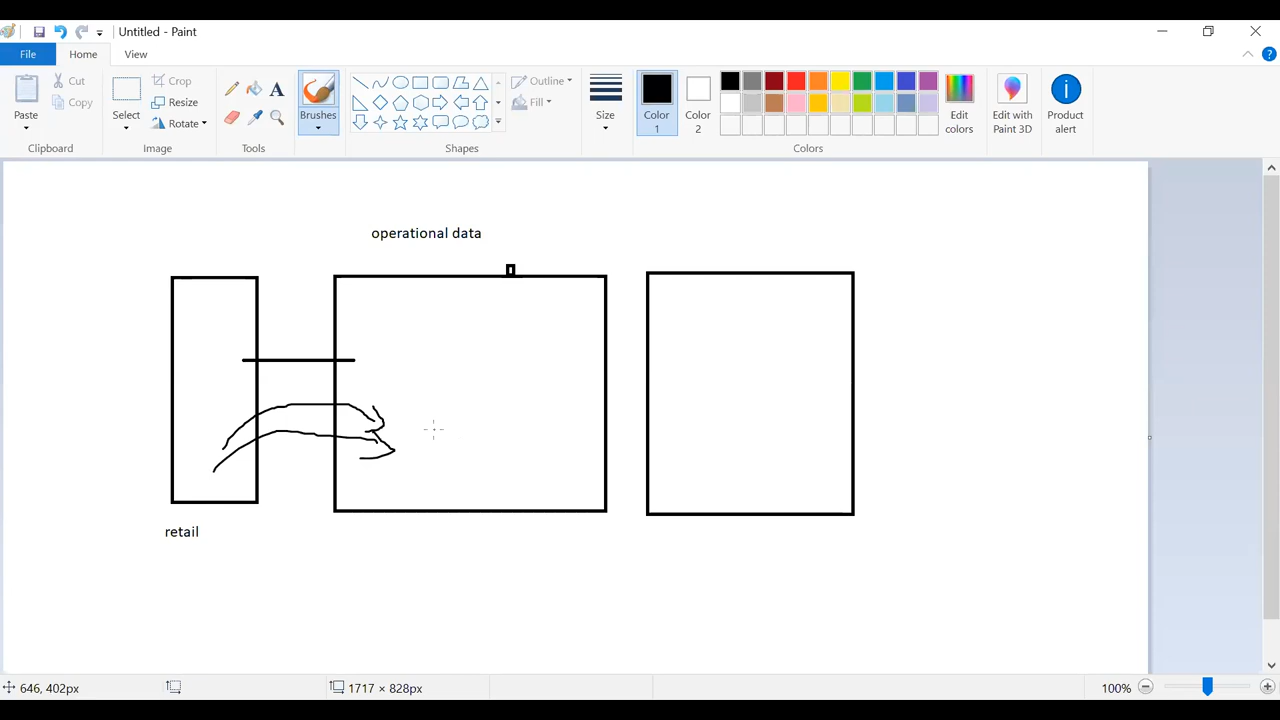 Untitled - Paint
File
Home
View
Paste
Cut
Copy
Clipboard
Select
Crop
Resize
Rotate
Image
Tools
Brushes
Outline
Fill
Shapes
Size
Color 1
Color 2
Edit colors
Colors
Edit with Paint 3D
Product alert
operational data
retail
646, 402px
1717 × 828px
100%